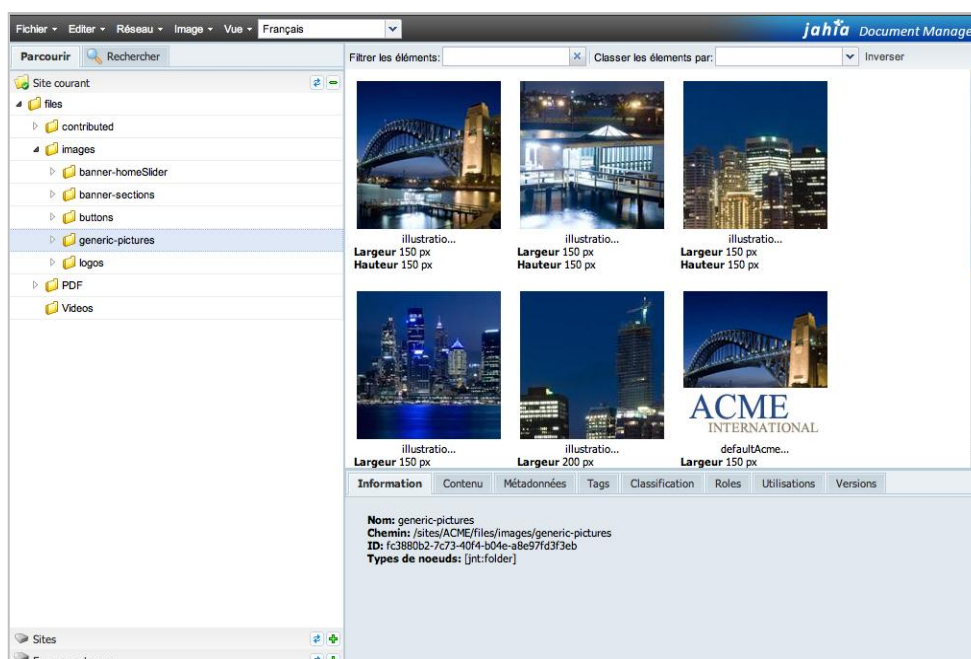 Fichier Editer Réseau Image Vue Français
jahia Document Manage
Parcourir Rechercher
Filtrer les éléments: Classer les élements par: Inverser
Site courant
files
contributed
images
banner-homeSlider
banner-sections
buttons
generic-pictures
logos
PDF
Videos
illustratio... illustratio... illustratio...
Largeur 150 px Largeur 150 px Largeur 150 px
Hauteur 150 px Hauteur 150 px Hauteur 150 px
ACME
INTERNATIONAL
illustratio... illustratio... defaultAcme...
Largeur 150 px Largeur 200 px Largeur 150 px
Information Contenu Métadonnées Tags Classification Roles Utilisations Versions
Nom: generic-pictures
Chemin: /sites/ACME/files/images/generic-pictures
ID: fc3880b2-7c73-40f4-b04e-a8e97fd3f3eb
Types de noeuds: [jnt:folder]
Sites